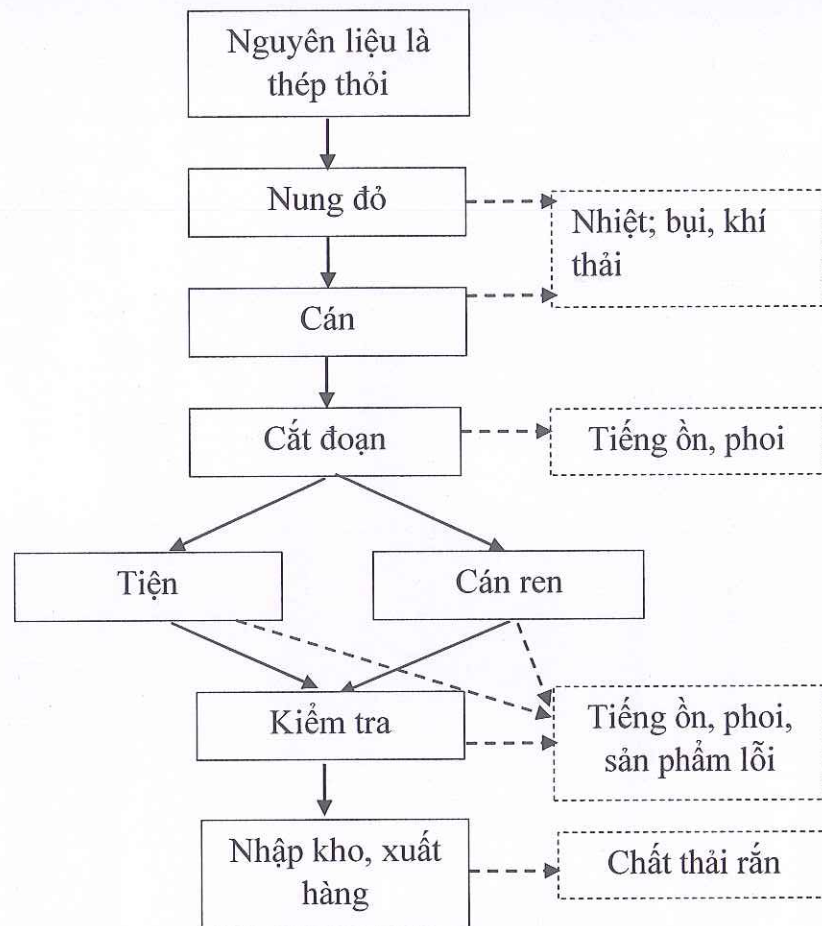 Nguyên liệu là
thép thỏi
Nung đỏ
Nhiệt; bụi, khí
thải
Cán
Cắt đoạn
Tiếng ồn, phoi
Tiện
Cán ren
Kiểm tra
Tiếng ồn, phoi,
sản phẩm lỗi
Nhập kho, xuất
hàng
Chất thải rắn